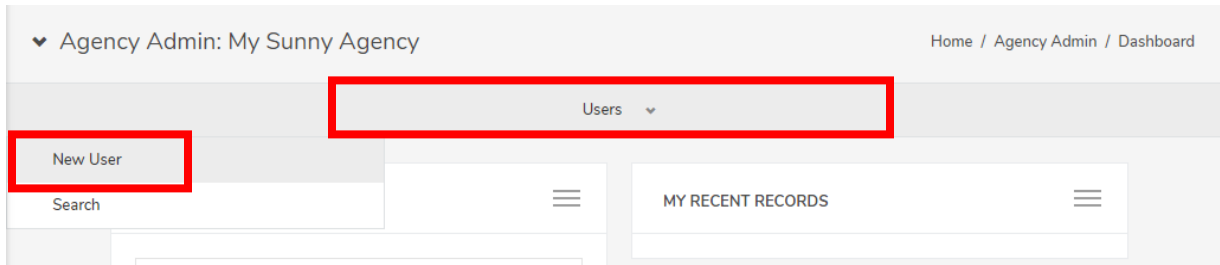 Agency Admin: My Sunny Agency
Home / Agency Admin / Dashboard
Users
New User
Search
MY RECENT RECORDS